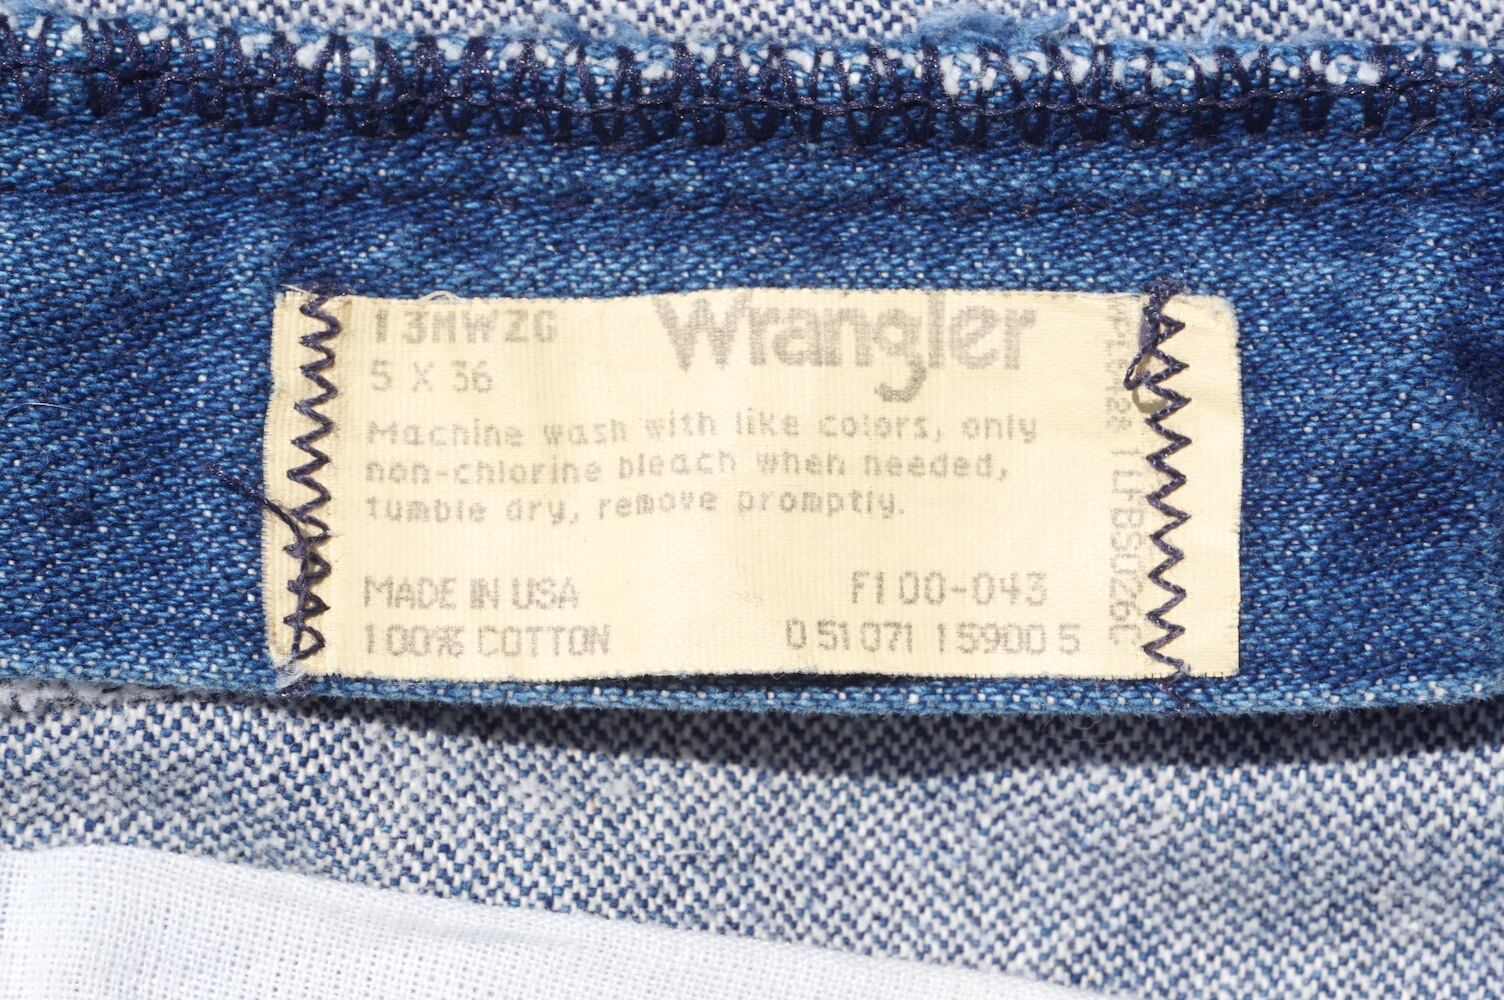 13MWZG
Wrangler
5 X 36
Machine wash with like colors, only
non-chlorine bleach when needed,
tumble dry, remove promptly.
MADE IN USA
F100-043
100% COTTON
0 51071 15900 5